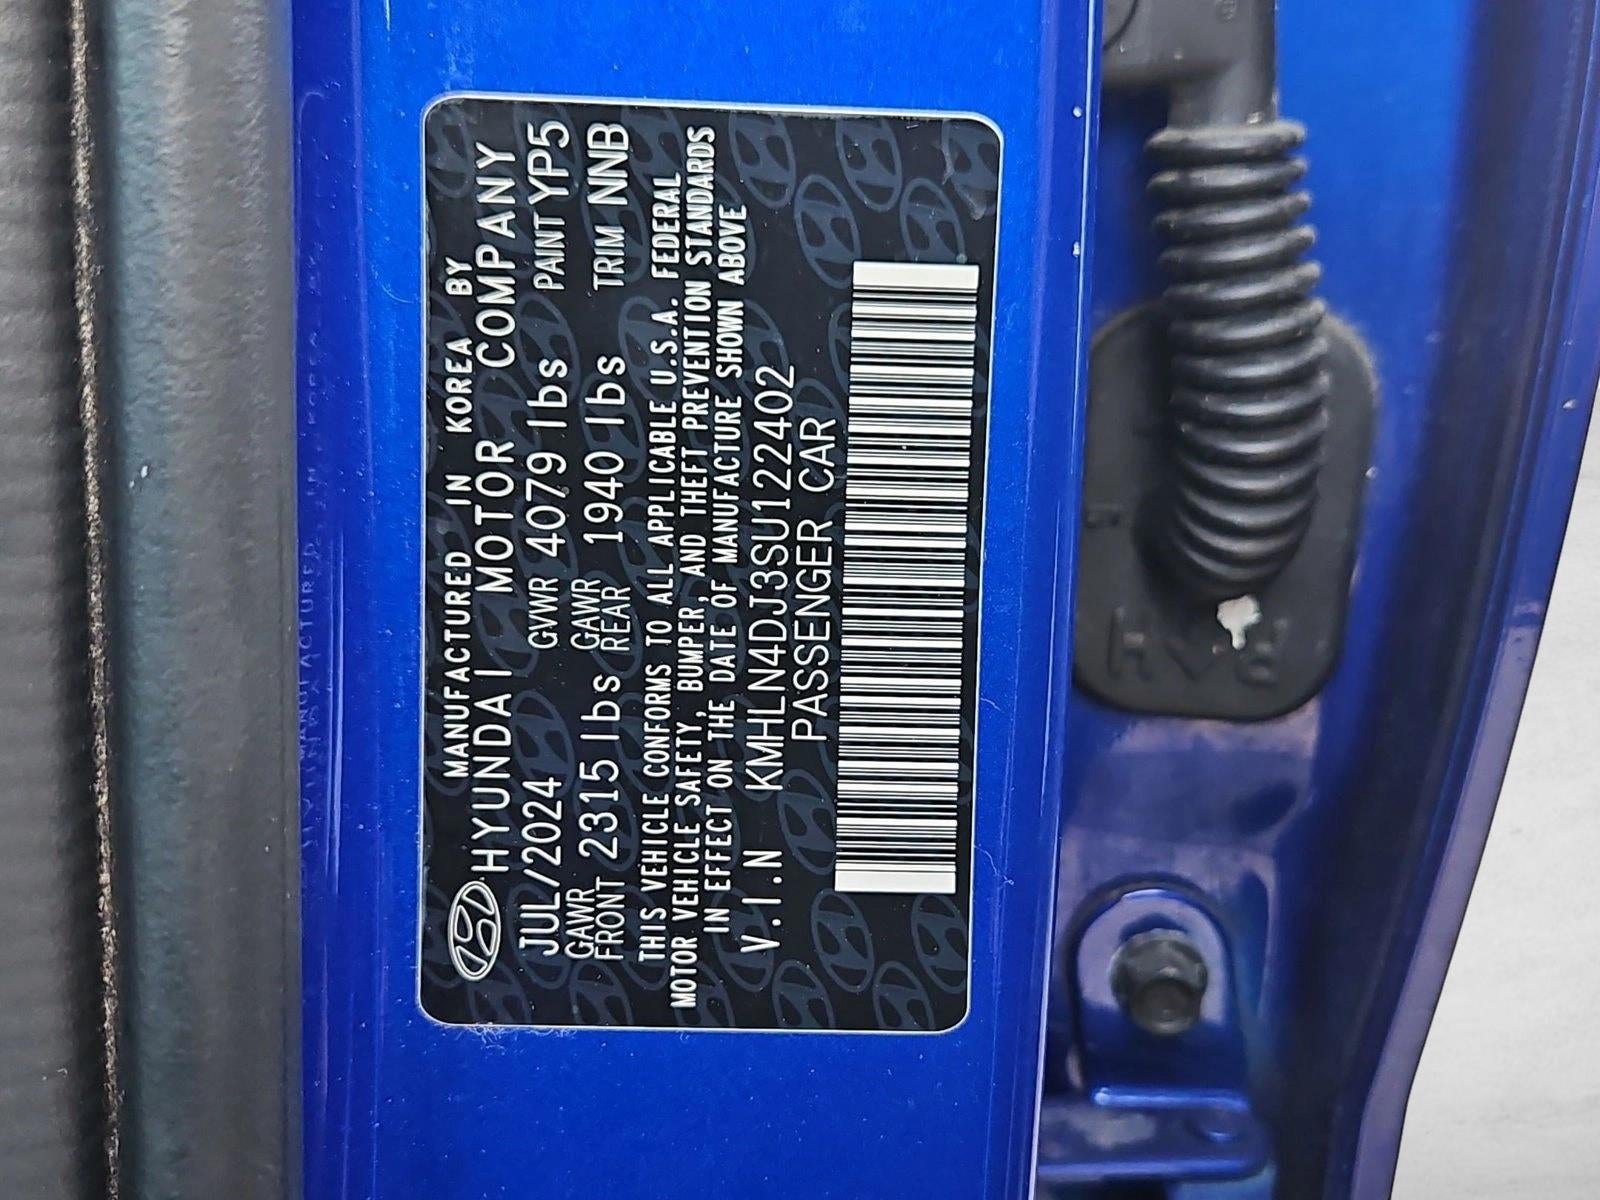 MANUFACTURED IN KOREA BY
HYUNDAI MOTOR COMPANY
JUL/2024 GVWR 4079 lbs PAINT YP5
GAWR FRONT 2315 lbs GAWR REAR 1940 lbs TRIM NNB
THIS VEHICLE CONFORMS TO ALL APPLICABLE U.S.A. FEDERAL
MOTOR VEHICLE SAFETY, BUMPER, AND THEFT PREVENTION STANDARDS
IN EFFECT ON THE DATE OF MANUFACTURE SHOWN ABOVE
V.I.N KMHLN4DJ3SU122402
PASSENGER CAR